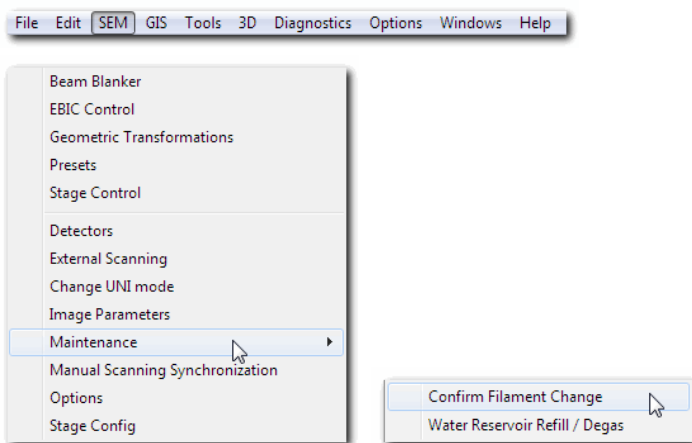 File Edit SEM GIS Tools 3D Diagnostics Options Windows Help
Beam Blanker
EBIC Control
Geometric Transformations
Presets
Stage Control
Detectors
External Scanning
Change UNI mode
Image Parameters
Maintenance
Manual Scanning Synchronization
Options
Stage Config
Confirm Filament Change
Water Reservoir Refill / Degas